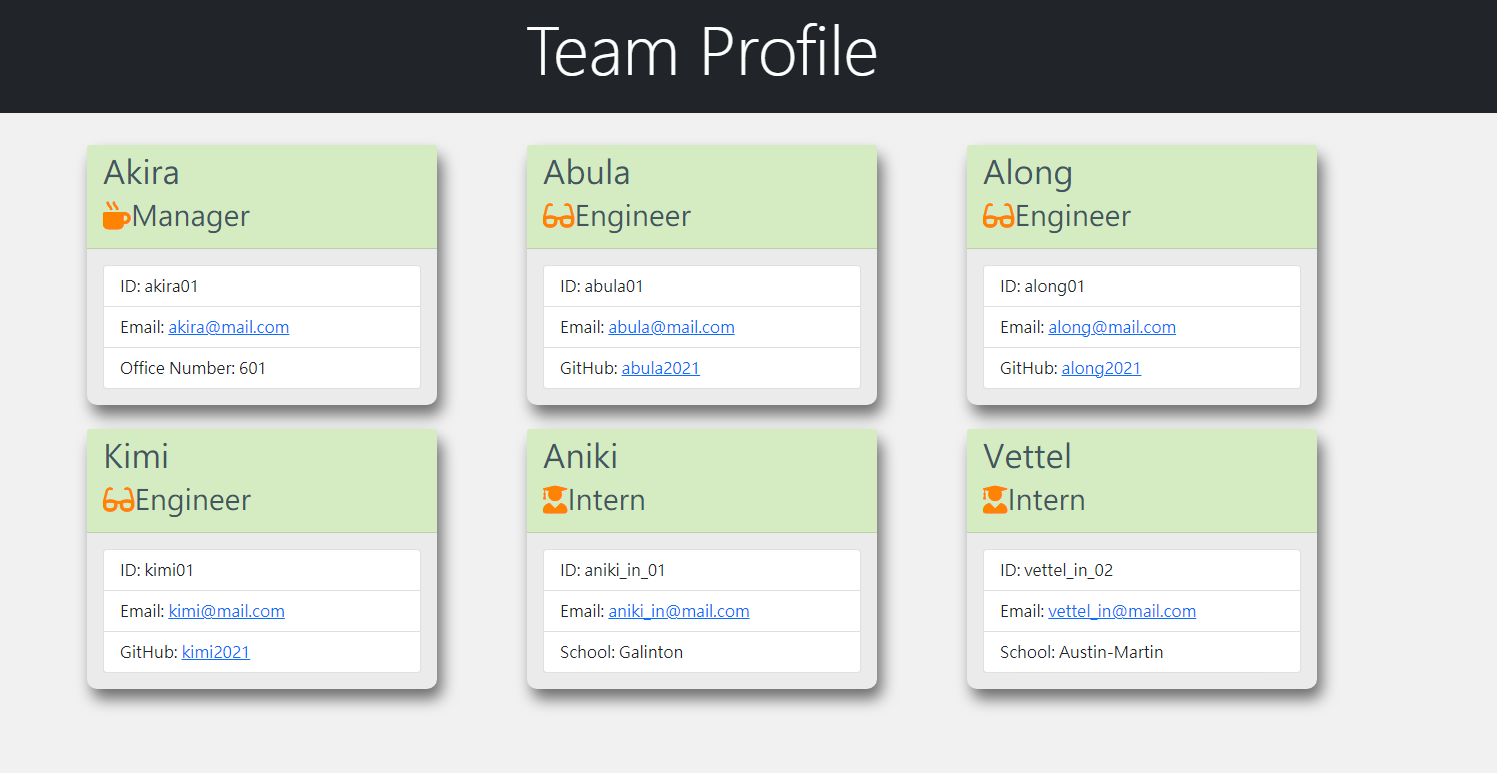 Team Profile
Akira
Manager
ID: akira01
Email: akira@mail.com
Office Number: 601
Abula
Engineer
ID: abula01
Email: abula@mail.com
GitHub: abula2021
Along
Engineer
ID: along01
Email: along@mail.com
GitHub: along2021
Kimi
Engineer
ID: kimi01
Email: kimi@mail.com
GitHub: kimi2021
Aniki
Intern
ID: aniki_in_01
Email: aniki_in@mail.com
School: Galinton
Vettel
Intern
ID: vettel_in_02
Email: vettel_in@mail.com
School: Austin-Martin